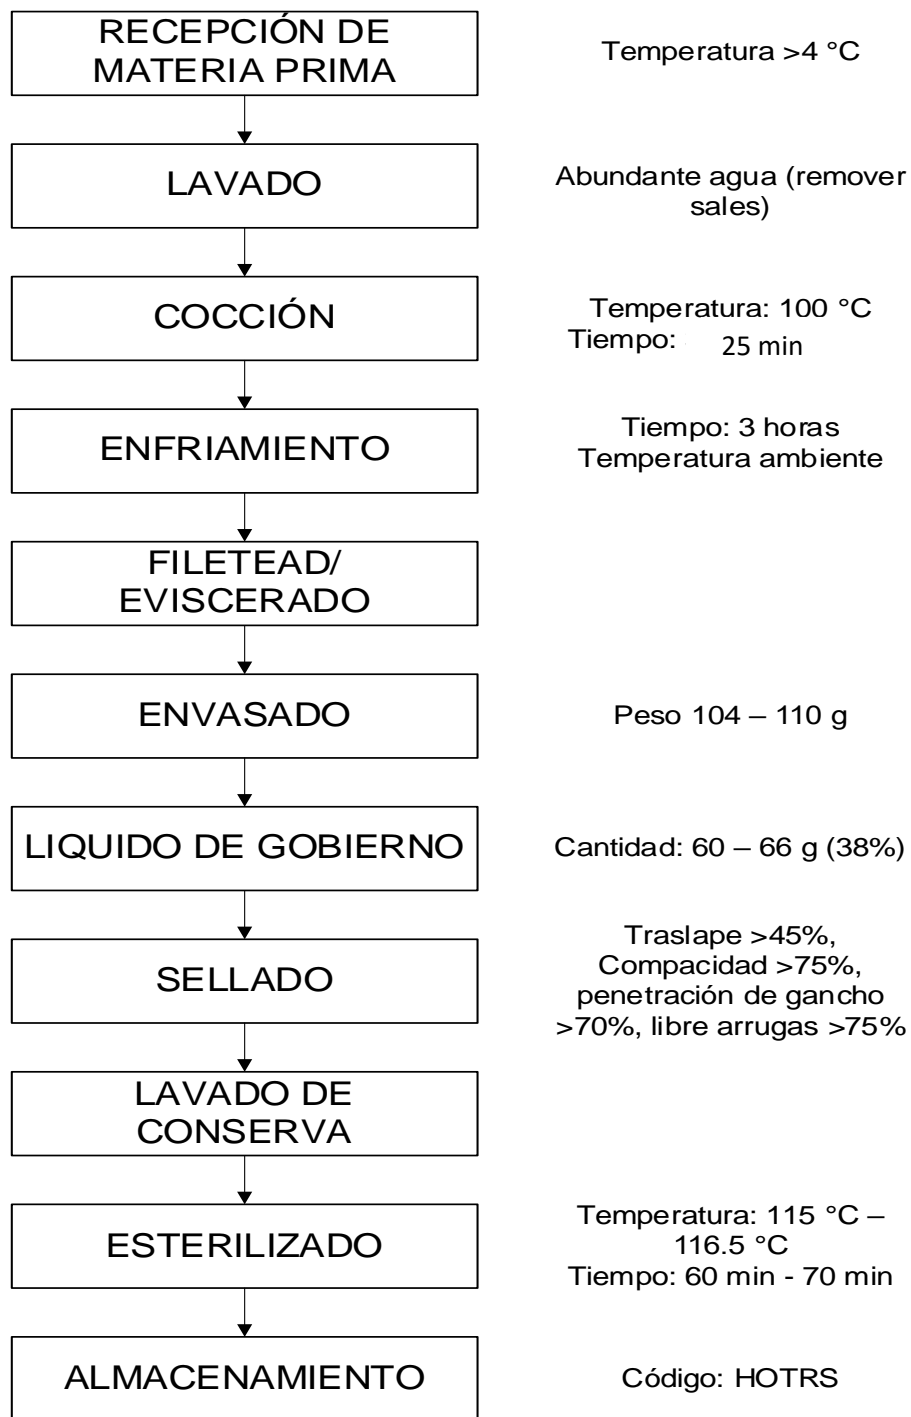 RECEPCIÓN DE
MATERIA PRIMA
Temperatura >4 °C
LAVADO
Abundante agua (remover
sales)
COCCIÓN
Temperatura: 100 °C
Tiempo: 25 min
ENFRIAMIENTO
Tiempo: 3 horas
Temperatura ambiente
FILETEAD/
EVISCERADO
ENVASADO
Peso 104 – 110 g
LIQUIDO DE GOBIERNO
Cantidad: 60 – 66 g (38%)
SELLADO
Traslape >45%,
Compacidad >75%,
penetración de gancho
>70%, libre arrugas >75%
LAVADO DE
CONSERVA
ESTERILIZADO
Temperatura: 115 °C –
116.5 °C
Tiempo: 60 min - 70 min
ALMACENAMIENTO
Código: HOTRS